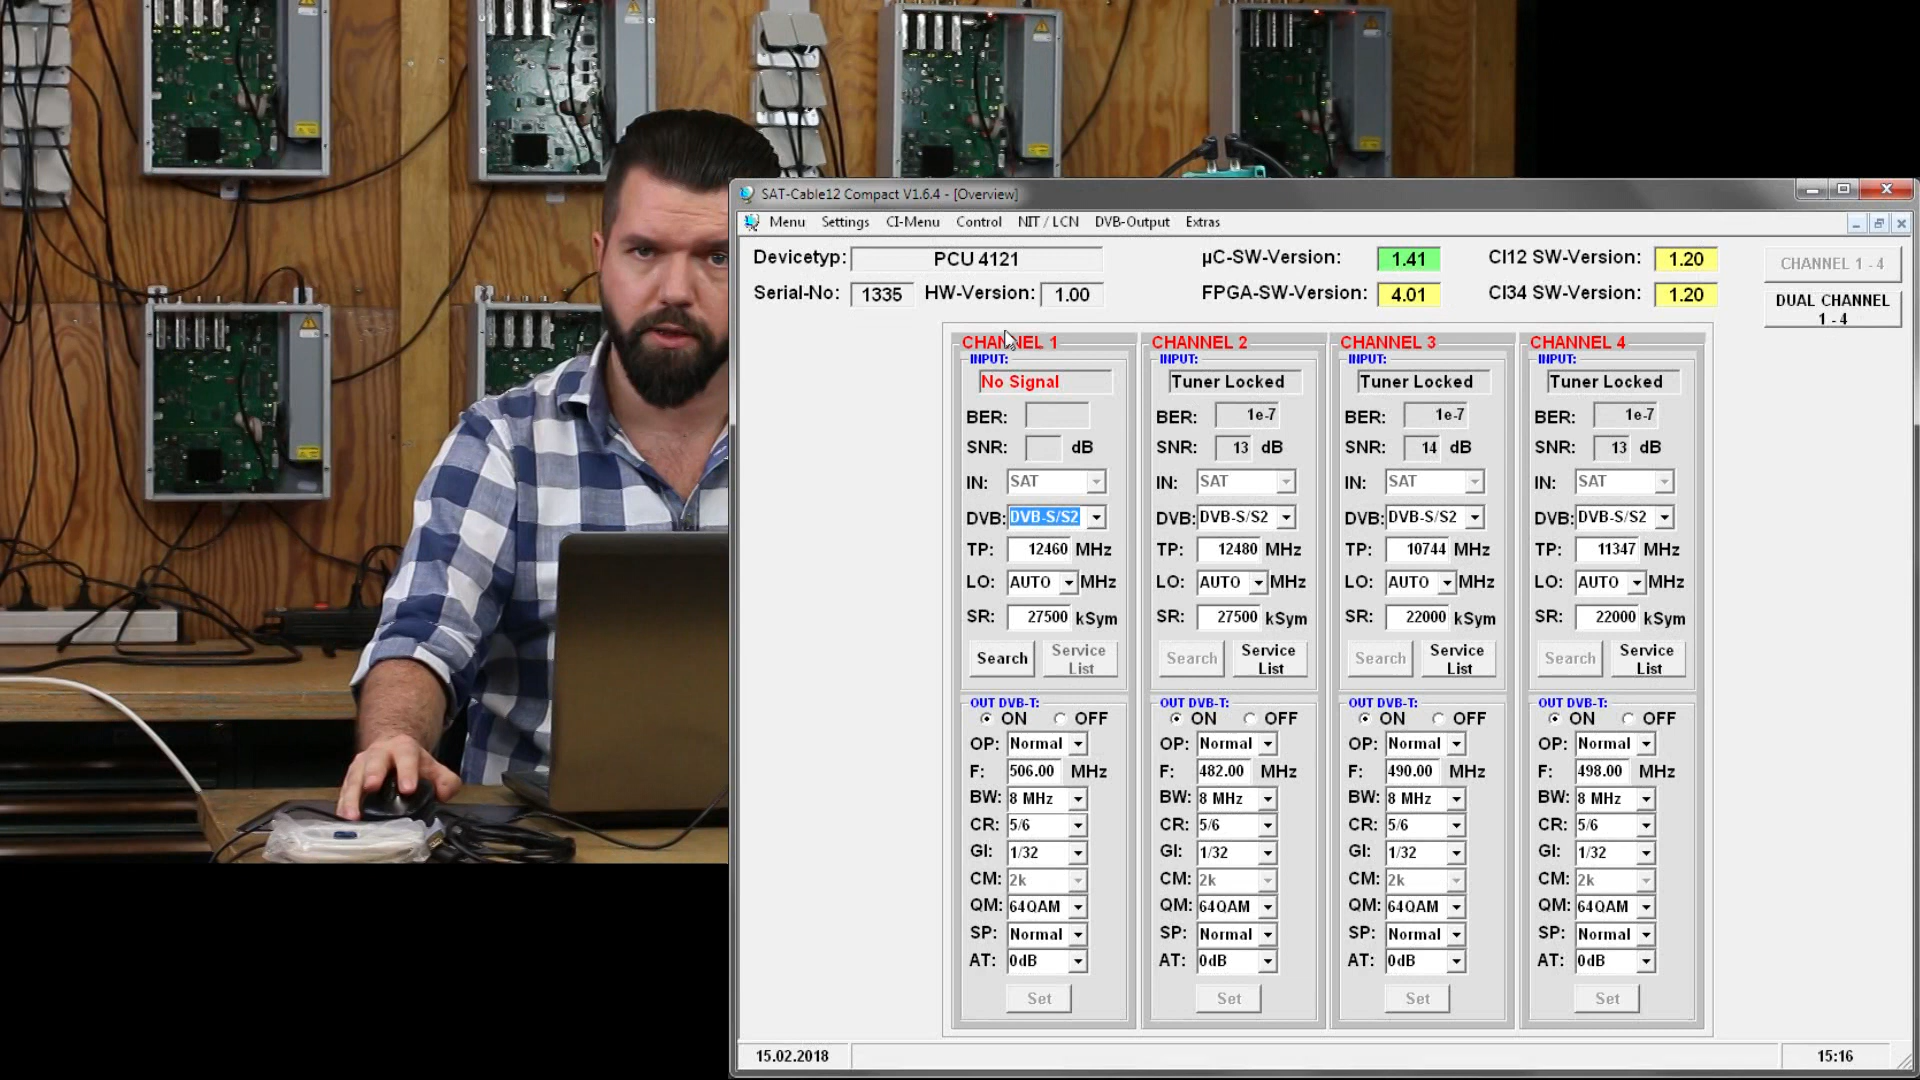 SAT-Cable12 Compact V1.6.4 - [Overview]
Menu Settings CI-Menu Control NIT / LCN DVB-Output Extras
Devicetyp: PCU 4121 µC-SW-Version: 1.41 CI12 SW-Version: 1.20 CHANNEL 1 - 4
Serial-No: 1335 HW-Version: 1.00 FPGA-SW-Version: 4.01 CI34 SW-Version: 1.20 DUAL CHANNEL
1 - 4
CHANNEL 1 CHANNEL 2 CHANNEL 3 CHANNEL 4
INPUT: INPUT: INPUT: INPUT:
No Signal Tuner Locked Tuner Locked Tuner Locked
BER: BER: 1e-7 BER: 1e-7 BER: 1e-7
SNR: dB SNR: 13 dB SNR: 14 dB SNR: 13 dB
IN: SAT IN: SAT IN: SAT IN: SAT
DVB: DVB-S/S2 DVB: DVB-S/S2 DVB: DVB-S/S2 DVB: DVB-S/S2
TP: 12460 MHz TP: 12480 MHz TP: 10744 MHz TP: 11347 MHz
LO: AUTO MHz LO: AUTO MHz LO: AUTO MHz LO: AUTO MHz
SR: 27500 kSym SR: 27500 kSym SR: 22000 kSym SR: 22000 kSym
Search Service List Search Service List Search Service List Search Service List
OUT DVB-T: OUT DVB-T: OUT DVB-T: OUT DVB-T:
ON OFF ON OFF ON OFF ON OFF
OP: Normal OP: Normal OP: Normal OP: Normal
F: 506.00 MHz F: 482.00 MHz F: 490.00 MHz F: 498.00 MHz
BW: 8 MHz BW: 8 MHz BW: 8 MHz BW: 8 MHz
CR: 5/6 CR: 5/6 CR: 5/6 CR: 5/6
GI: 1/32 GI: 1/32 GI: 1/32 GI: 1/32
CM: 2k CM: 2k CM: 2k CM: 2k
QM: 64QAM QM: 64QAM QM: 64QAM QM: 64QAM
SP: Normal SP: Normal SP: Normal SP: Normal
AT: 0dB AT: 0dB AT: 0dB AT: 0dB
Set Set Set Set
15.02.2018 15:16